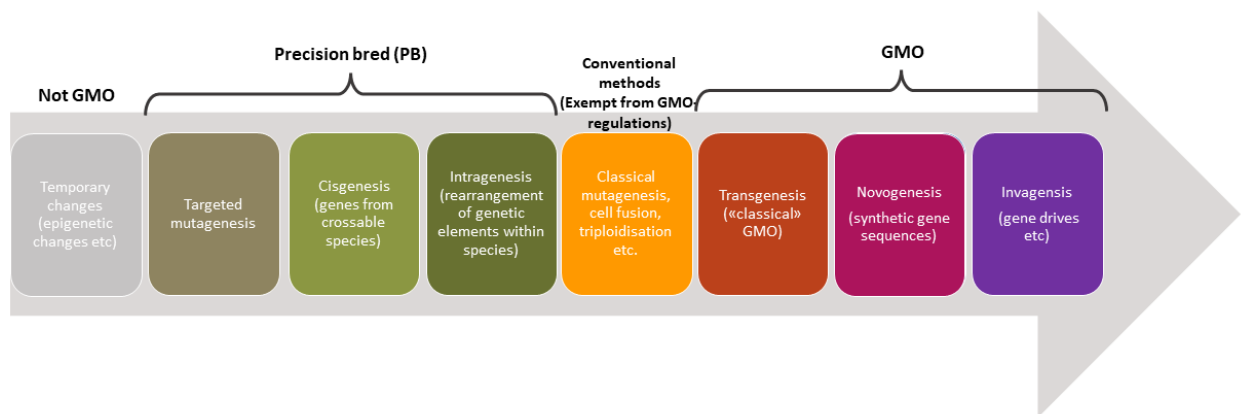 Not GMO
Precision bred (PB)
Conventional
methods
(Exempt from GMO-
regulations)
GMO
Temporary
changes
(epigenetic
changes etc)
Targeted
mutagenesis
Cisgenesis
(genes from
crossable
species)
Intragenesis
(rearrangement
of genetic
elements within
species)
Classical
mutagenesis,
cell fusion,
triploidisation
etc.
Transgenesis
(«classical»
GMO)
Novogenesis
(synthetic gene
sequences)
Invagensis
(gene drives
etc)